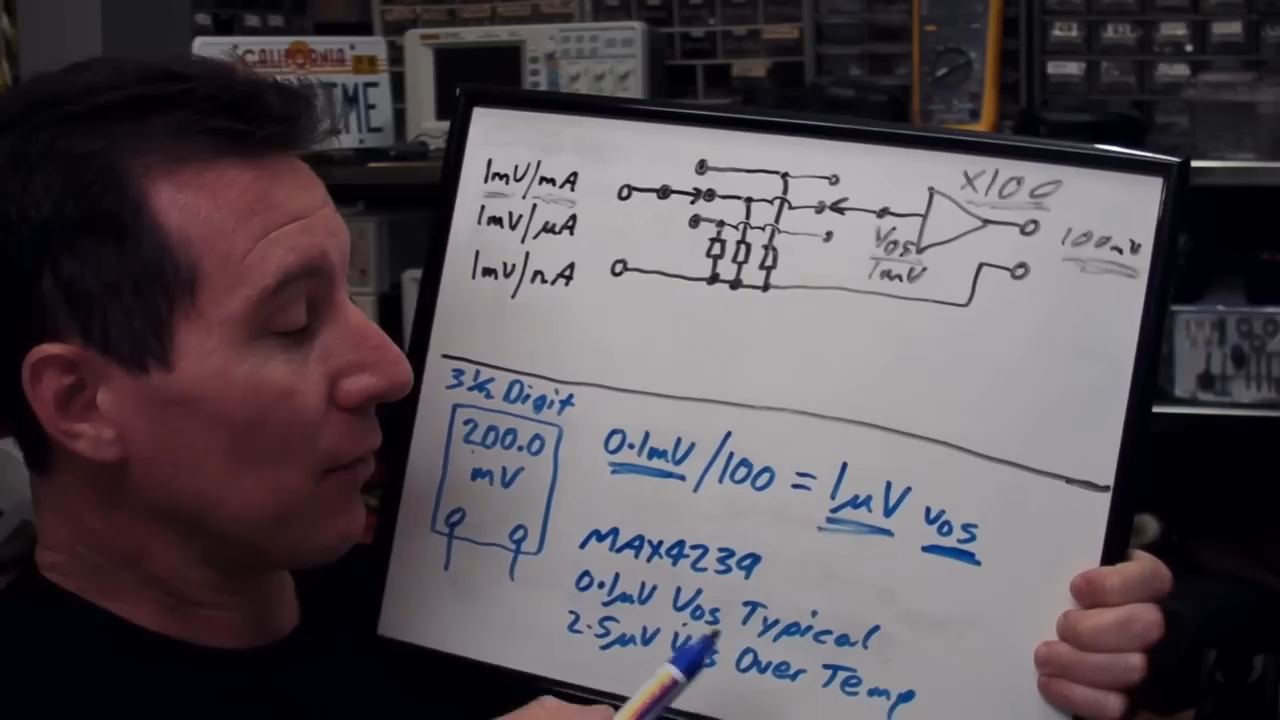 CALIFORNIA
TME
1mV/mA
1mV/μA
1mV/nA
X100
Vos
1mV
100mV
3½ Digit
200.0
mV
0.1mV/100 = 1μV Vos
MAX4239
0.1μV Vos Typical
2.5μV Vos Over Temp